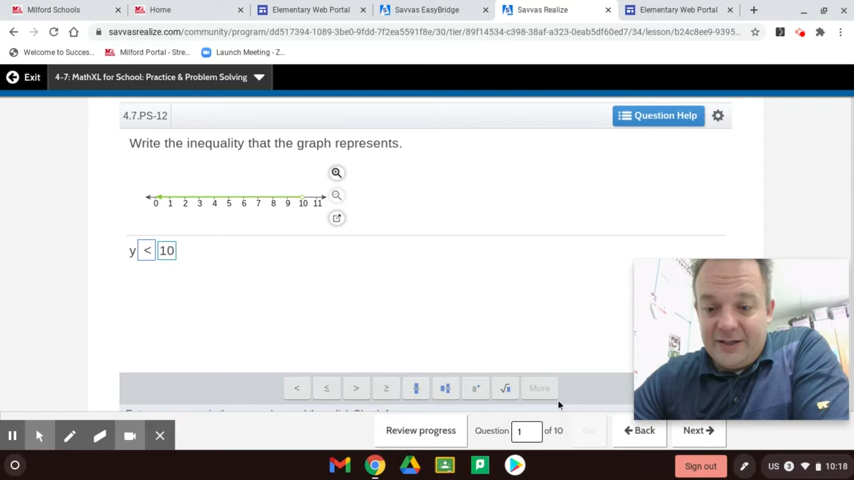 Milford Schools
Home
Elementary Web Portal
Savvas EasyBridge
Savvas Realize
Elementary Web Portal
savvasrealize.com/community/program/dd517394-1089-3be0-9fdd-7f2ea5591f8e/30/tier/89f14534-c398-38af-a323-0eab5df60ed7/34/lesson/b24c8ee9-9395...
Welcome to Succes...
Milford Portal - Stre...
Launch Meeting - Z...
Exit
4-7: MathXL for School: Practice & Problem Solving
4.7.PS-12
Question Help
Write the inequality that the graph represents.
0 1 2 3 4 5 6 7 8 9 10 11
y < 10
< ≤ > ≥ More
Review progress
Question 1 of 10
Back
Next
Sign out
US 3 10:18